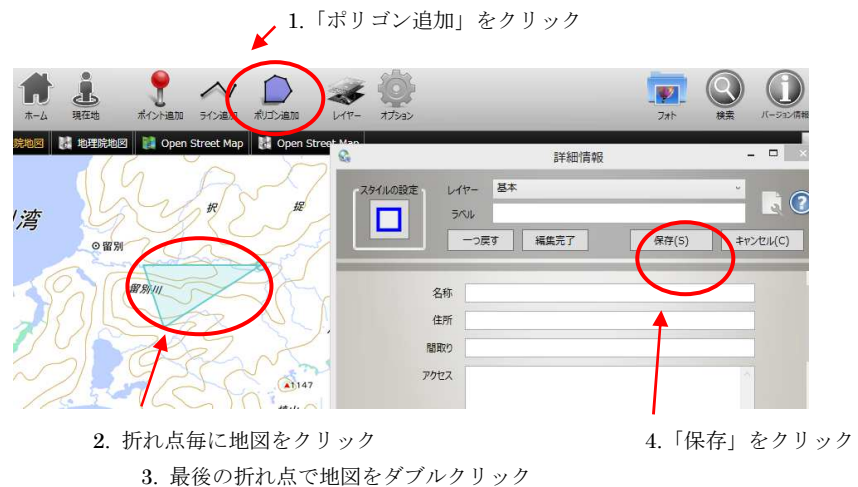 1.「ポリゴン追加」をクリック
ホーム 現在地 ポイント追加 ライン追加 ポリゴン追加 レイヤー オプション フォト 検索 バージョン情報
院地図 地理院地図 Open Street Map Open Street Map
詳細情報
スタイルの設定 レイヤー 基本
ラベル
一つ戻す 編集完了 保存(S) キャンセル(C)
湾
択 捉
留別
留別川
1147
名称
住所
間取り
アクセス
2. 折れ点毎に地図をクリック
4.「保存」をクリック
3. 最後の折れ点で地図をダブルクリック